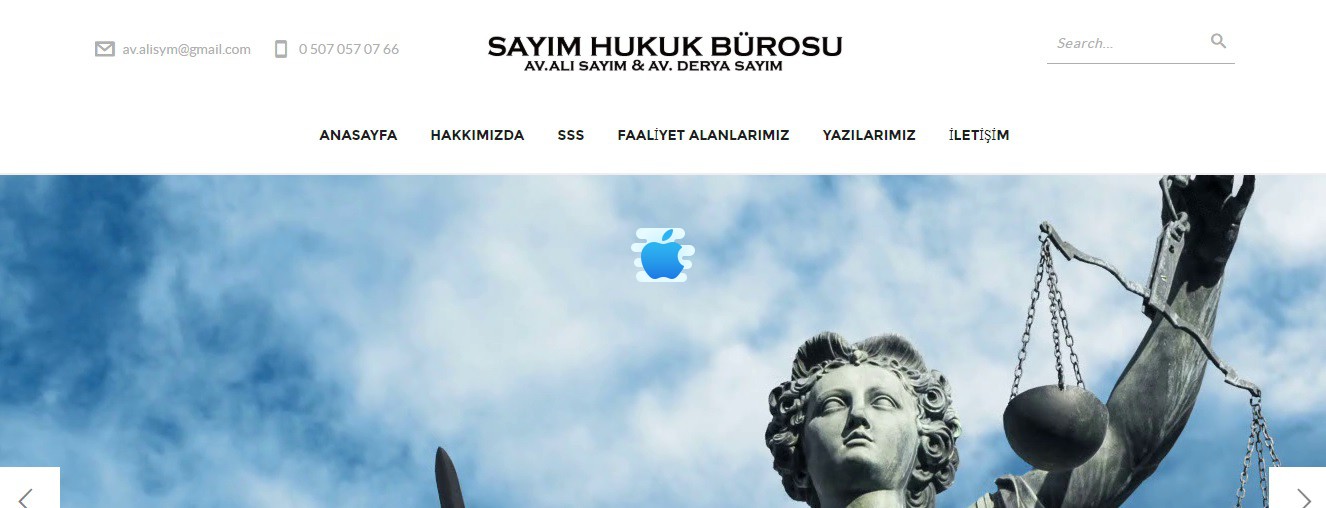 av.alisym@gmail.com
0 507 057 07 66
SAYIM HUKUK BÜROSU
AV.ALI SAYIM & AV. DERYA SAYIM
Search...
ANASAYFA HAKKIMIZDA SSS FAALİYET ALANLARIMIZ YAZILARIMIZ İLETİŞİM